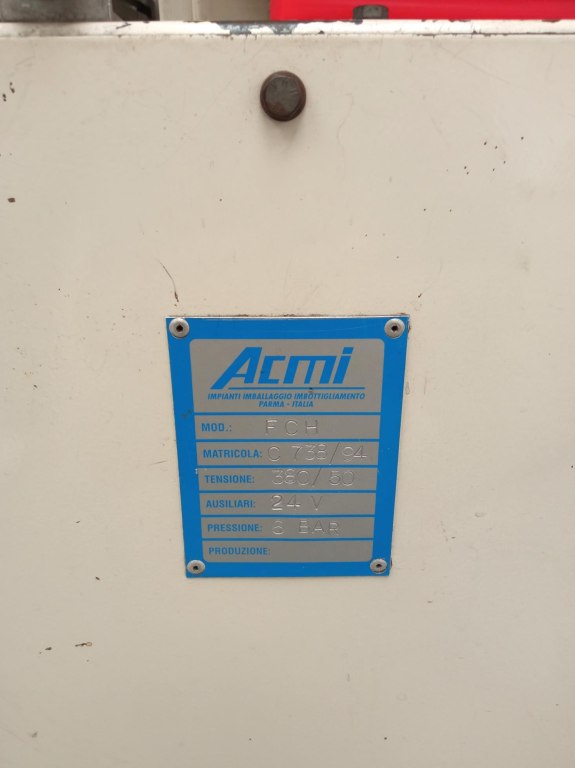 Acmi
IMPIANTI IMBALLAGGIO IMBOTTIGLIAMENTO
PARMA - ITALIA
MOD.: FCH
MATRICOLA: C 738/94
TENSIONE: 380/50
AUSILIARI: 24 V
PRESSIONE: 6 BAR
PRODUZIONE: